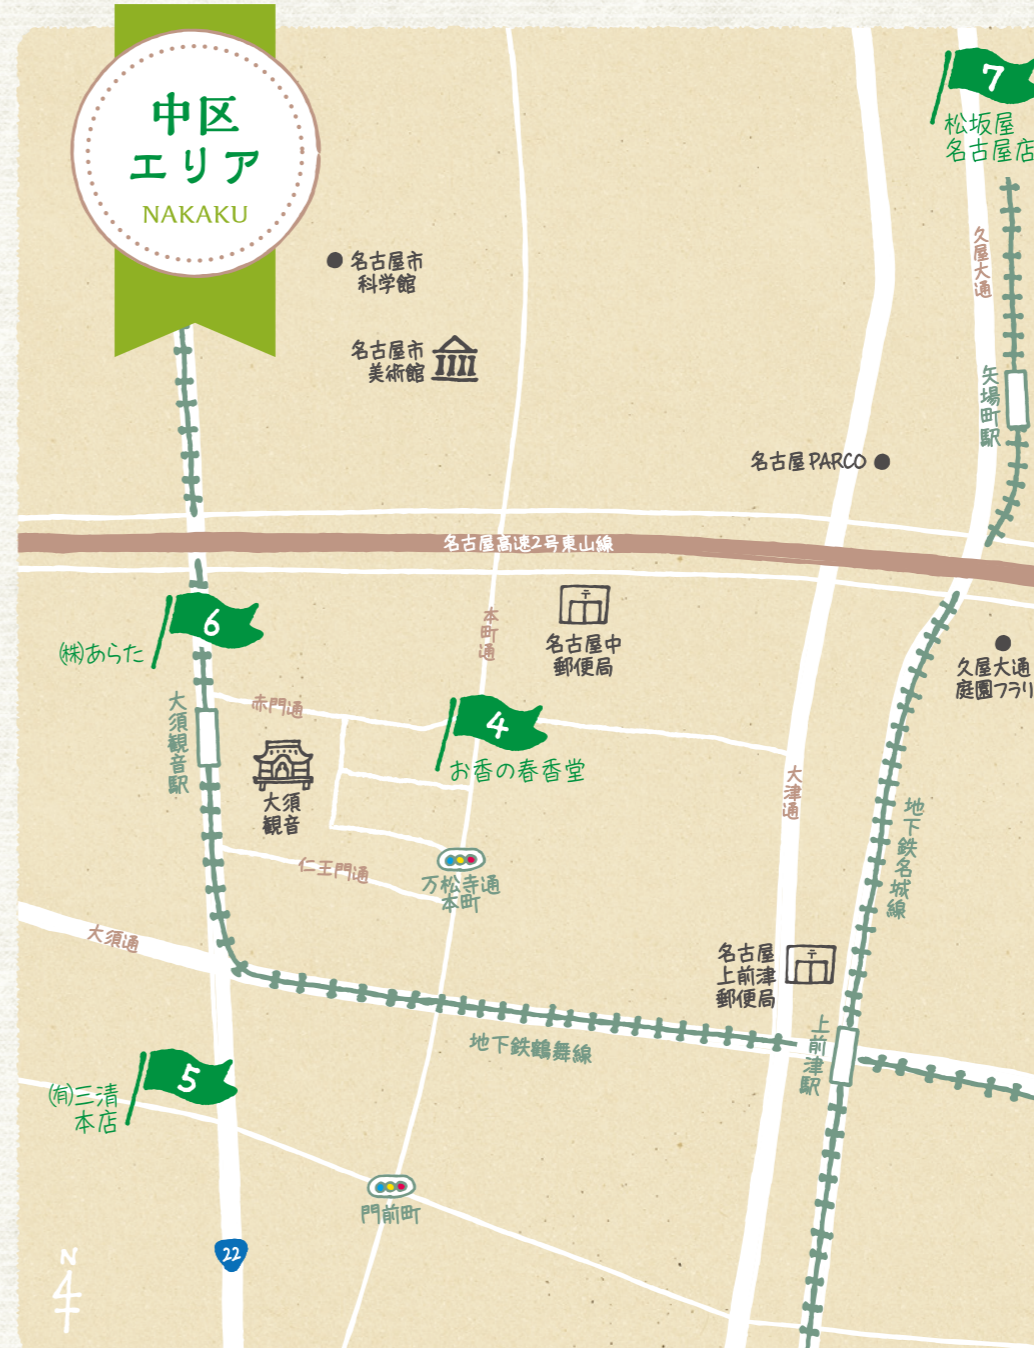 中区
エリア
NAKAKU
7
松坂屋
名古屋店
名古屋市
科学館
久屋大通
名古屋市
美術館
矢場町駅
名古屋PARCO
名古屋高速2号東山線
6
㈱あらた
本町通
名古屋中
郵便局
久屋大通
庭園フラリ
大須観音駅
赤門通
4
お香の春香堂
大須
観音
大津通
地下鉄名城線
仁王門通
万松寺通
本町
大須通
名古屋
上前津
郵便局
地下鉄鶴舞線
上前津駅
5
㈲三清
本店
門前町
22
N